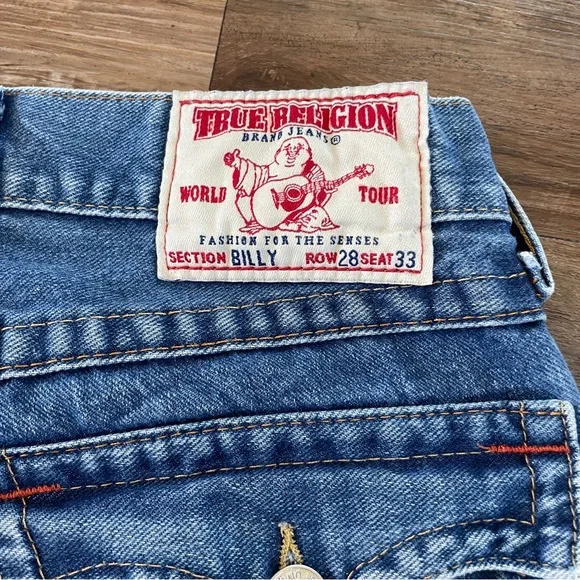 TRUE RELIGION
BRAND JEANS®
WORLD TOUR
FASHION FOR THE SENSES
SECTION BILLY ROW 28 SEAT 33